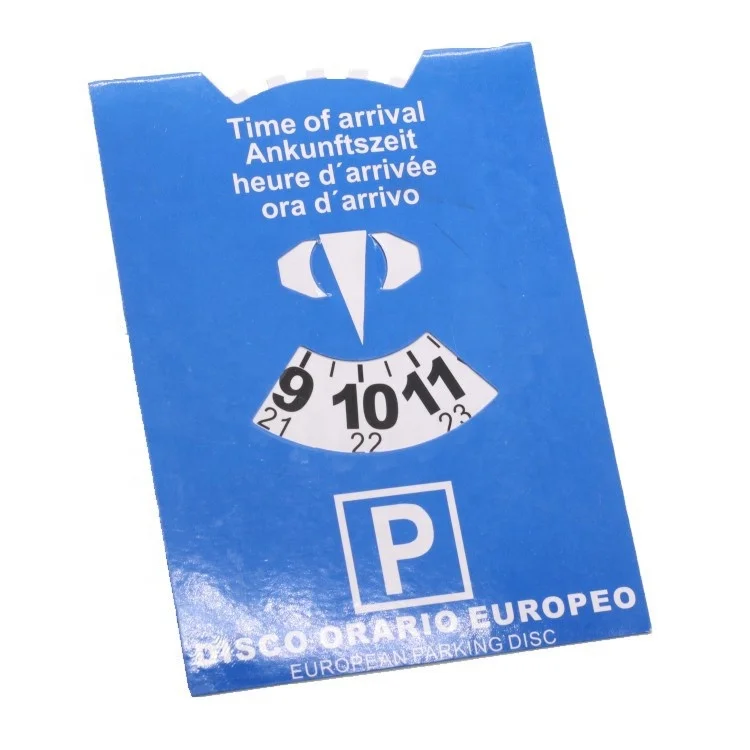 Time of arrival
Ankunftszeit
heure d´arrivée
ora d´arrivo
9 10 11
21 22 23
P
DISCO ORARIO EUROPEO
EUROPEAN PARKING DISC